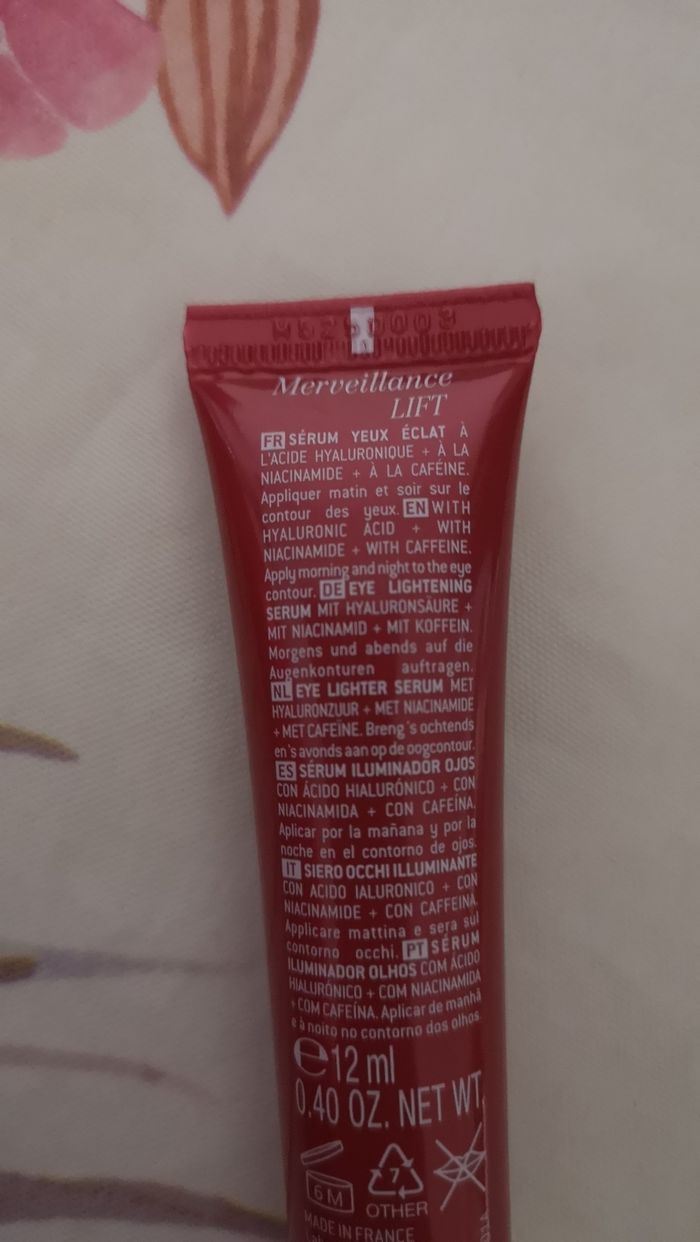 Merveillance
LIFT
FR SÉRUM YEUX ÉCLAT À
L'ACIDE HYALURONIQUE + À LA
NIACINAMIDE + À LA CAFÉINE.
Appliquer matin et soir sur le
contour des yeux. EN WITH
HYALURONIC ACID + WITH
NIACINAMIDE + WITH CAFFEINE.
Apply morning and night to the eye
contour. DE EYE LIGHTENING
SERUM MIT HYALURONSÄURE +
MIT NIACINAMID + MIT KOFFEIN.
Morgens und abends auf die
Augenkonturen auftragen.
NL EYE LIGHTER SERUM MET
HYALURONZUUR + MET NIACINAMIDE
+ MET CAFEÏNE. Breng 's ochtends
en 's avonds aan op de oogcontour.
ES SÉRUM ILUMINADOR OJOS
CON ÁCIDO HIALURÓNICO + CON
NIACINAMIDA + CON CAFEÍNA.
Aplicar por la mañana y por la
noche en el contorno de ojos.
IT SIERO OCCHI ILLUMINANTE
CON ACIDO IALURONICO + CON
NIACINAMIDE + CON CAFFEINA.
Applicare mattina e sera sul
contorno occhi. PT SÉRUM
ILUMINADOR OLHOS COM ÁCIDO
HIALURÓNICO + COM NIACINAMIDA
+ COM CAFEÍNA. Aplicar de manhã
e à noito no contorno dos olhos.
e 12 ml
0.40 OZ. NET WT.
6 M
7
OTHER
MADE IN FRANCE